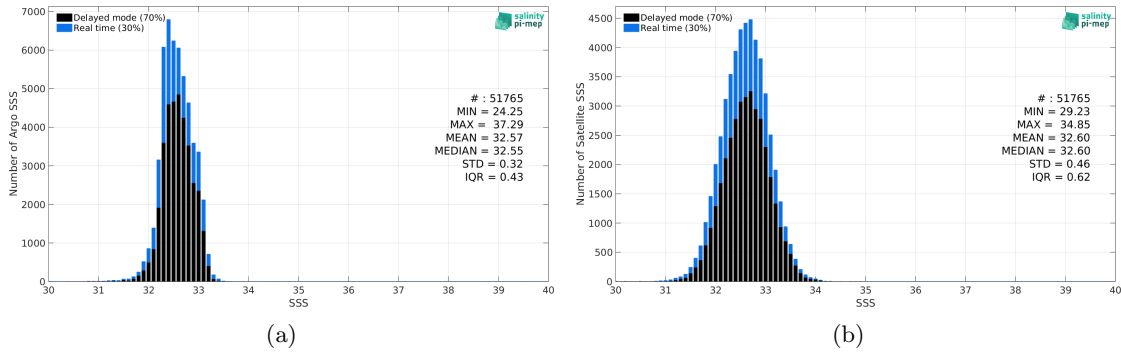 Delayed mode (70%)
Real time (30%)
salinity
pi-mep
7000
6000
5000
4000
3000
2000
1000
0
Number of Argo SSS
# : 51765
MIN = 24.25
MAX = 37.29
MEAN = 32.57
MEDIAN = 32.55
STD = 0.32
IQR = 0.43
30 31 32 33 34 35 36 37 38 39 40
SSS
(a)
Delayed mode (70%)
Real time (30%)
salinity
pi-mep
4500
4000
3500
3000
2500
2000
1500
1000
500
0
Number of Satellite SSS
# : 51765
MIN = 29.23
MAX = 34.85
MEAN = 32.60
MEDIAN = 32.60
STD = 0.46
IQR = 0.62
30 31 32 33 34 35 36 37 38 39 40
SSS
(b)